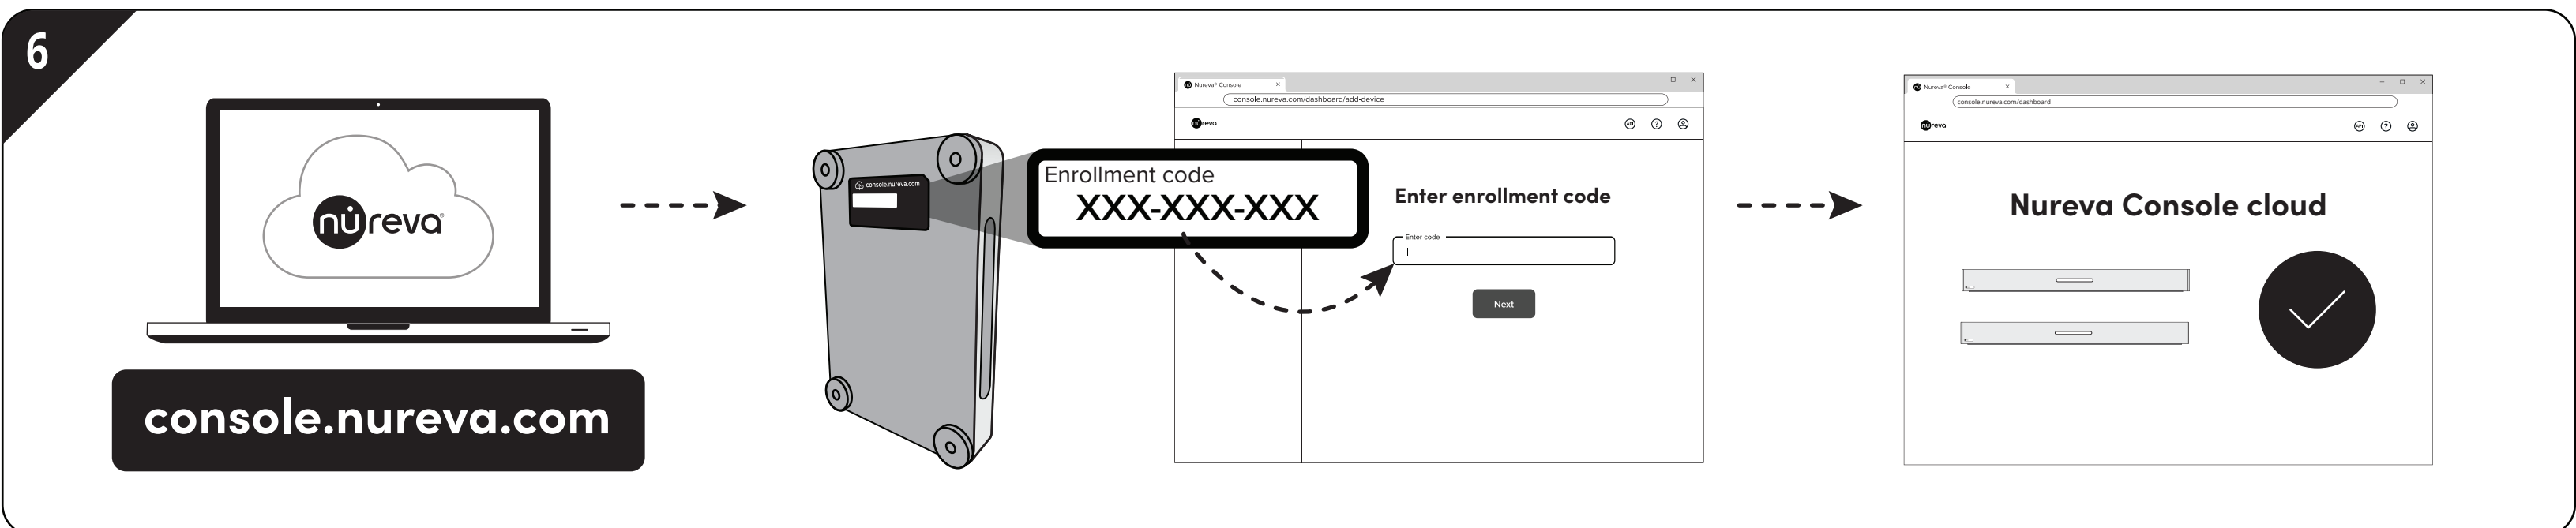 6
nureva®
console.nureva.com
console.nureva.com
Enrollment code
XXX-XXX-XXX
Nureva® Console
console.nureva.com/dashboard/add-device
nureva
API
?
Enter enrollment code
Enter code
Next
Nureva® Console
console.nureva.com/dashboard
nureva
API
?
Nureva Console cloud